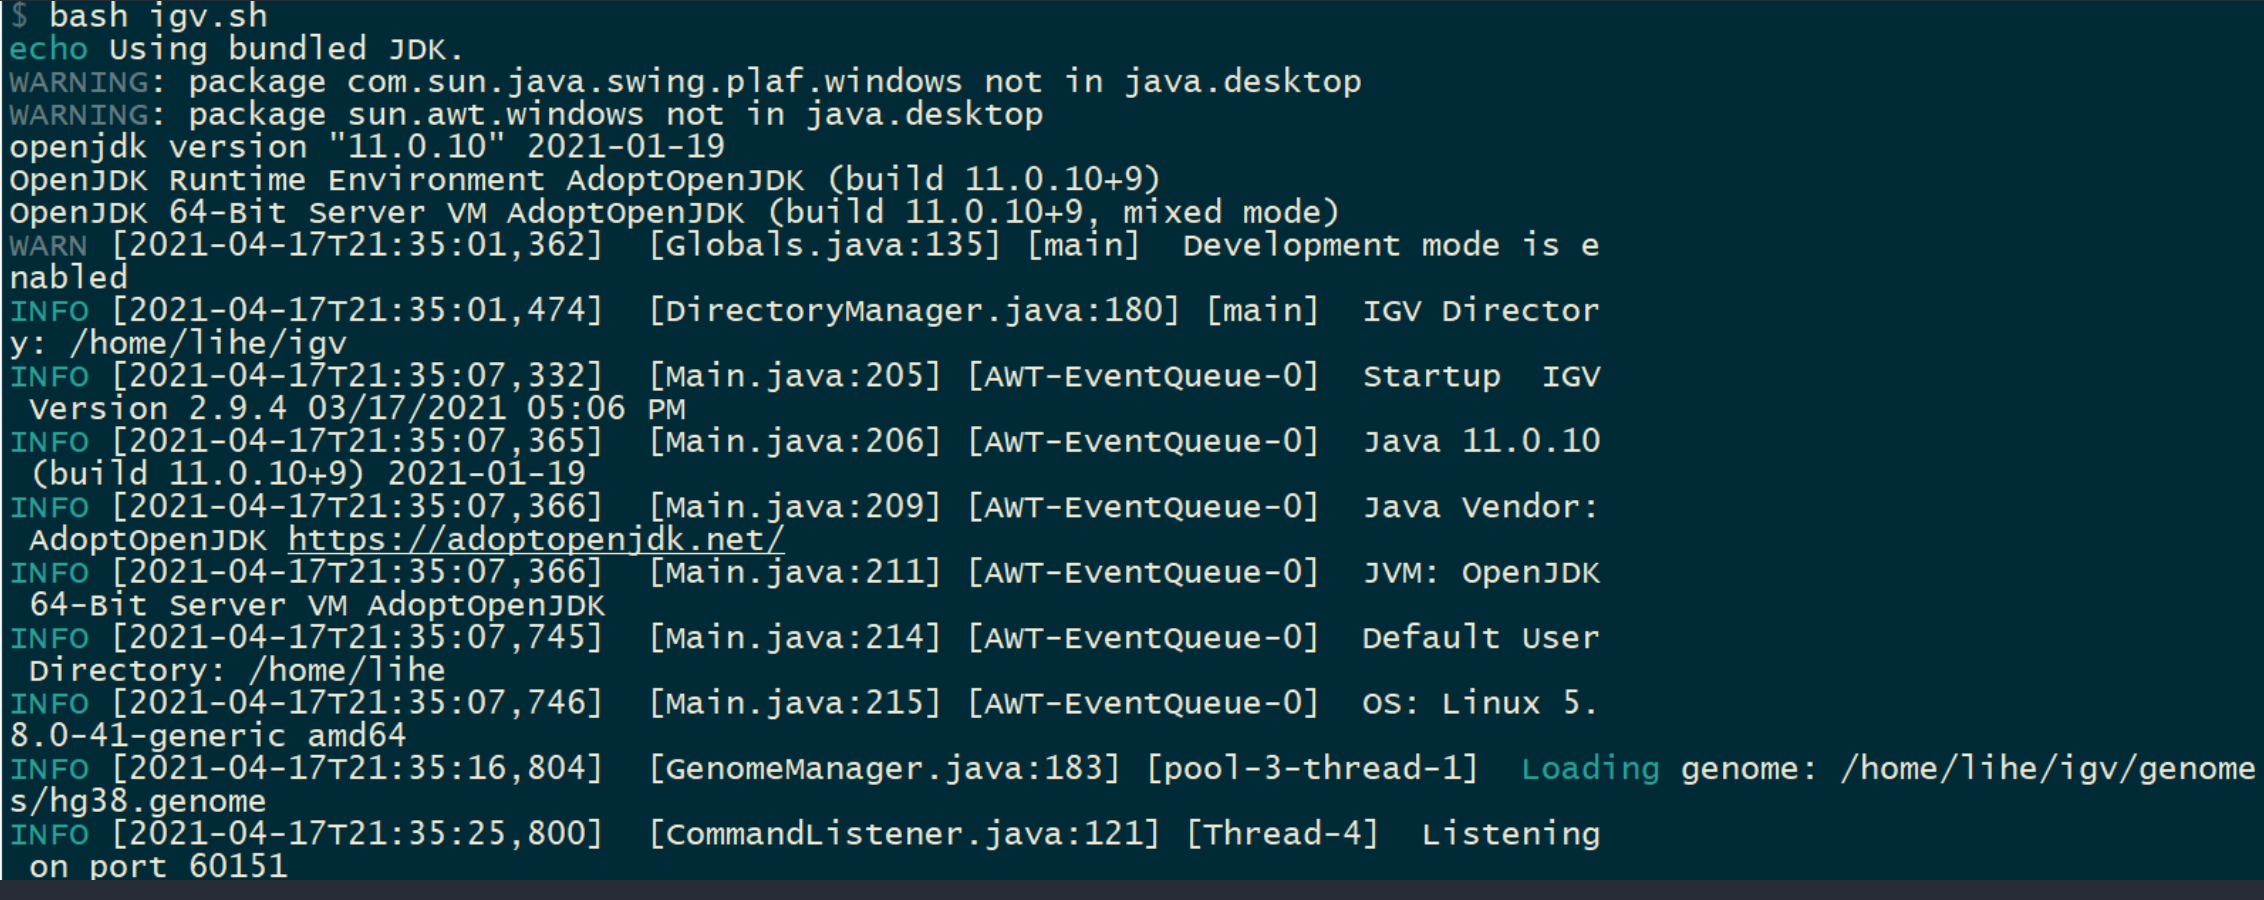 $ bash igv.sh
echo Using bundled JDK.
WARNING: package com.sun.java.swing.plaf.windows not in java.desktop
WARNING: package sun.awt.windows not in java.desktop
openjdk version "11.0.10" 2021-01-19
OpenJDK Runtime Environment AdoptOpenJDK (build 11.0.10+9)
OpenJDK 64-Bit Server VM AdoptOpenJDK (build 11.0.10+9, mixed mode)
WARN [2021-04-17T21:35:01,362]  [Globals.java:135] [main]  Development mode is e
nabled
INFO [2021-04-17T21:35:01,474]  [DirectoryManager.java:180] [main]  IGV Director
y: /home/lihe/igv
INFO [2021-04-17T21:35:07,332]  [Main.java:205] [AWT-EventQueue-0]  Startup  IGV
 Version 2.9.4 03/17/2021 05:06 PM
INFO [2021-04-17T21:35:07,365]  [Main.java:206] [AWT-EventQueue-0]  Java 11.0.10
 (build 11.0.10+9) 2021-01-19
INFO [2021-04-17T21:35:07,366]  [Main.java:209] [AWT-EventQueue-0]  Java Vendor:
 AdoptOpenJDK https://adoptopenjdk.net/
INFO [2021-04-17T21:35:07,366]  [Main.java:211] [AWT-EventQueue-0]  JVM: OpenJDK
 64-Bit Server VM AdoptOpenJDK
INFO [2021-04-17T21:35:07,745]  [Main.java:214] [AWT-EventQueue-0]  Default User
 Directory: /home/lihe
INFO [2021-04-17T21:35:07,746]  [Main.java:215] [AWT-EventQueue-0]  OS: Linux 5.
8.0-41-generic amd64
INFO [2021-04-17T21:35:16,804]  [GenomeManager.java:183] [pool-3-thread-1]  Loading genome: /home/lihe/igv/genome
s/hg38.genome
INFO [2021-04-17T21:35:25,800]  [CommandListener.java:121] [Thread-4]  Listening
 on port 60151